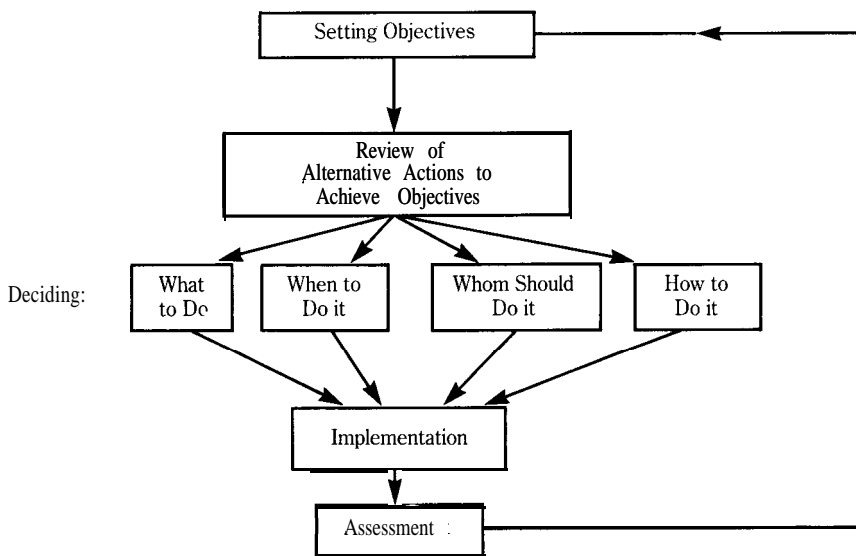 Setting Objectives
Review of
Alternative Actions to
Achieve Objectives
Deciding:
What
to Do
When to
Do it
Whom Should
Do it
How to
Do it
Implementation
Assessment